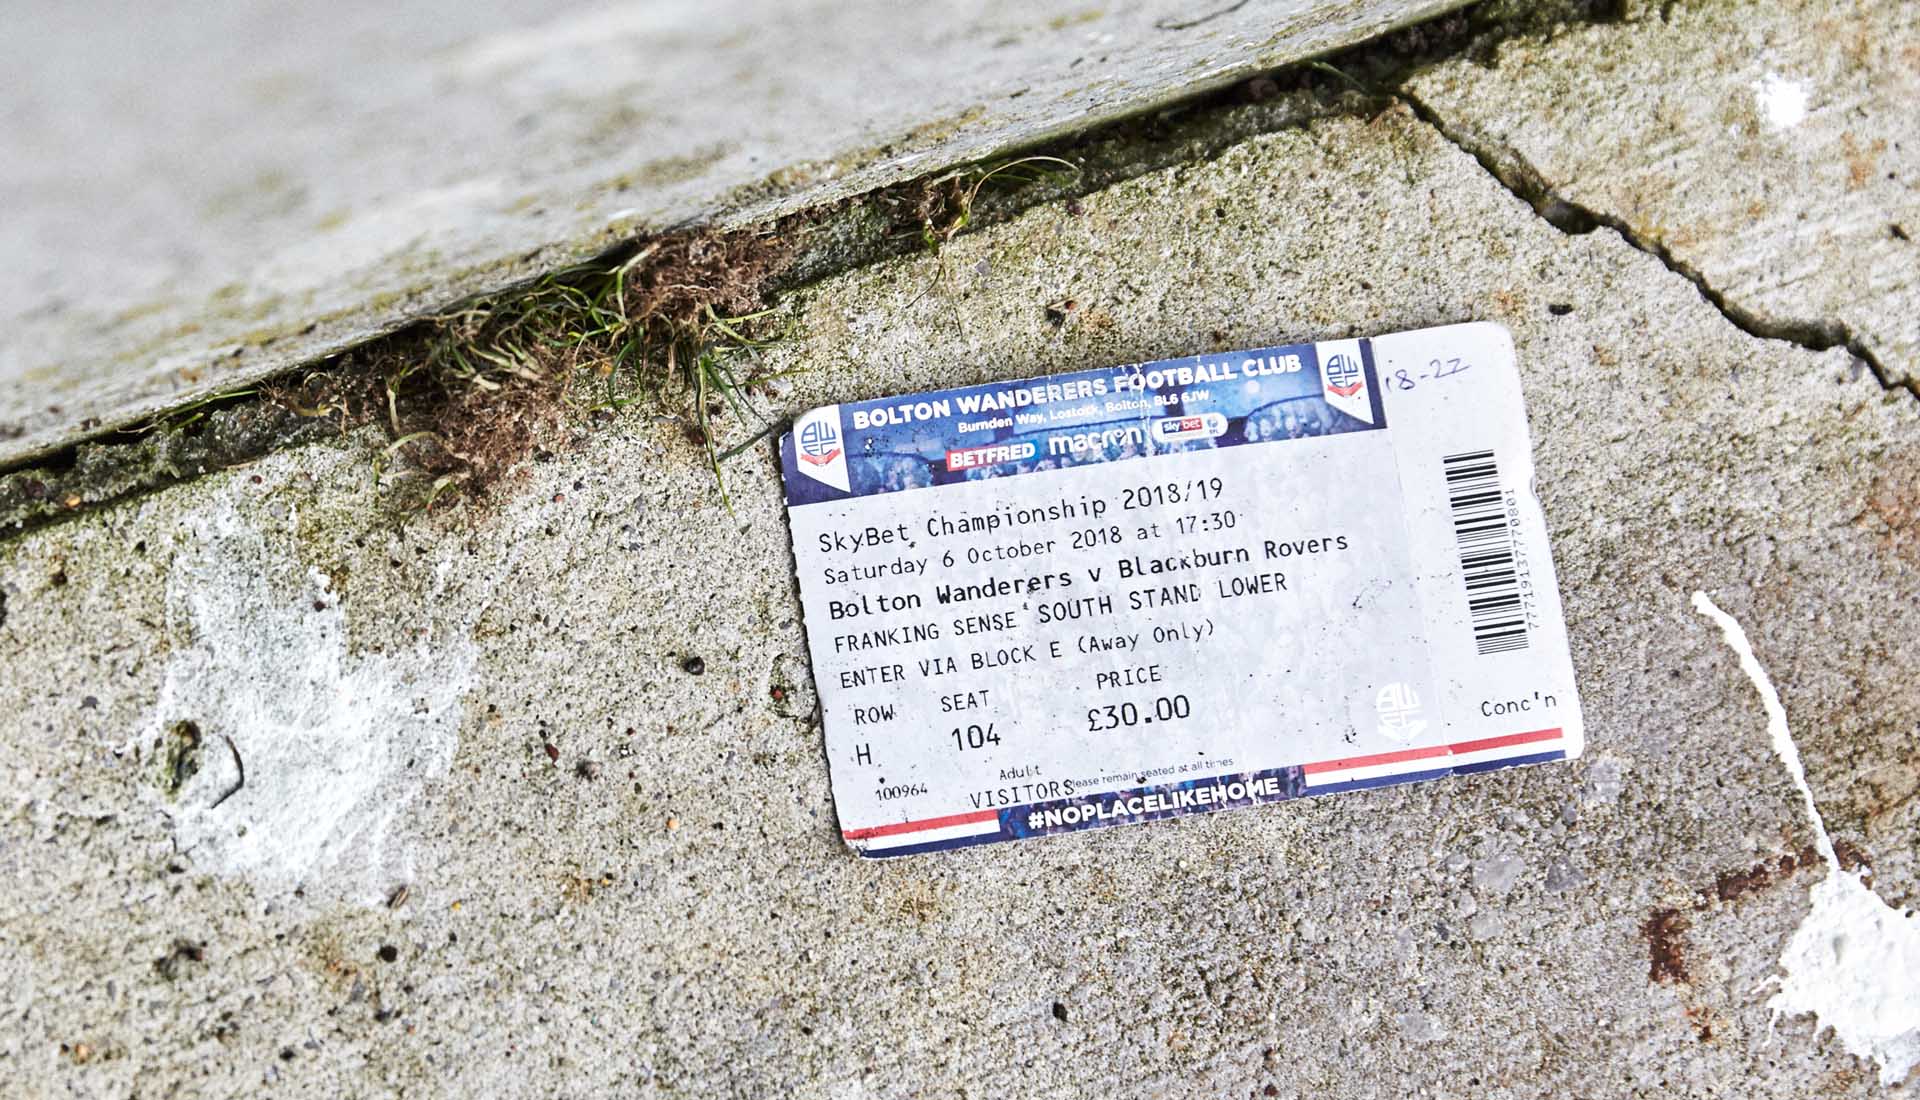 BOLTON WANDERERS FOOTBALL CLUB
Burnden Way, Lostock, Bolton, BL6 6JW
BETFRED macron sky bet EFL
SkyBet Championship 2018/19
Saturday 6 October 2018 at 17:30
Bolton Wanderers v Blackburn Rovers
FRANKING SENSE SOUTH STAND LOWER
ENTER VIA BLOCK E (Away Only)
ROW SEAT PRICE
H 104 £30.00
Adult
100964 VISITORS Please remain seated at all times
#NOPLACELIKEHOME
18-22
777191377770801
Conc'n